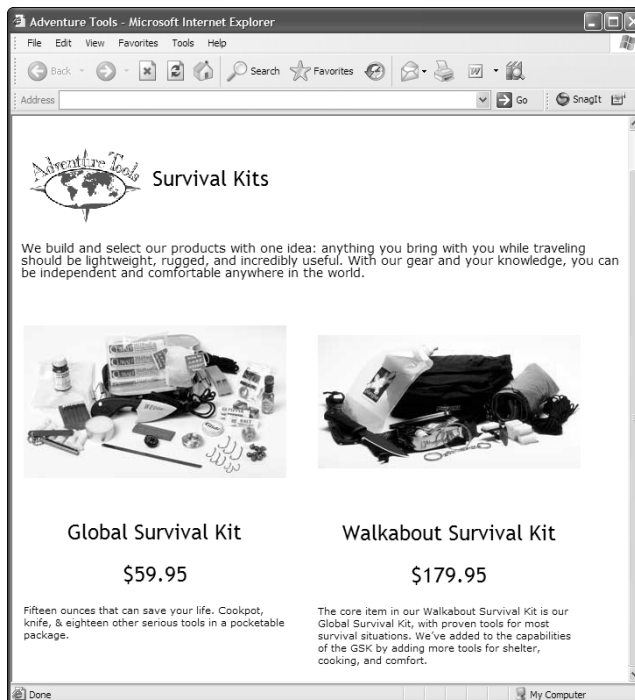 Adventure Tools - Microsoft Internet Explorer
File Edit View Favorites Tools Help
Back Search Favorites
Address Go SnagIt
Adventure Tools
Survival Kits
We build and select our products with one idea: anything you bring with you while traveling
should be lightweight, rugged, and incredibly useful. With our gear and your knowledge, you can
be independent and comfortable anywhere in the world.
Global Survival Kit
$59.95
Fifteen ounces that can save your life. Cookpot,
knife, & eighteen other serious tools in a pocketable
package.
Walkabout Survival Kit
$179.95
The core item in our Walkabout Survival Kit is our
Global Survival Kit, with proven tools for most
survival situations. We've added to the capabilities
of the GSK by adding more tools for shelter,
cooking, and comfort.
Done My Computer